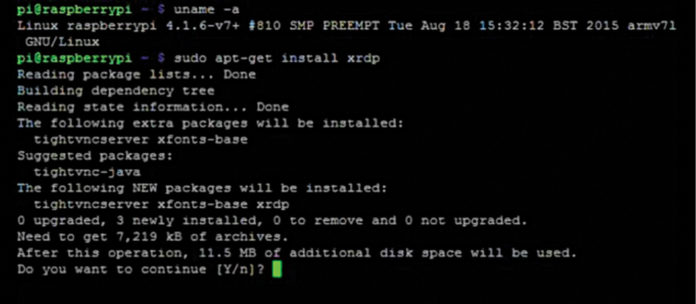 pi@raspberrypi ~ $ uname -a
Linux raspberrypi 4.1.6-v7+ #810 SMP PREEMPT Tue Aug 18 15:32:12 BST 2015 armv7l
GNU/Linux
pi@raspberrypi ~ $ sudo apt-get install xrdp
Reading package lists... Done
Building dependency tree
Reading state information... Done
The following extra packages will be installed:
tightvncserver xfonts-base
Suggested packages:
tightvnc-java
The following NEW packages will be installed:
tightvncserver xfonts-base xrdp
0 upgraded, 3 newly installed, 0 to remove and 0 not upgraded.
Need to get 7,219 kB of archives.
After this operation, 11.5 MB of additional disk space will be used.
Do you want to continue [Y/n]?